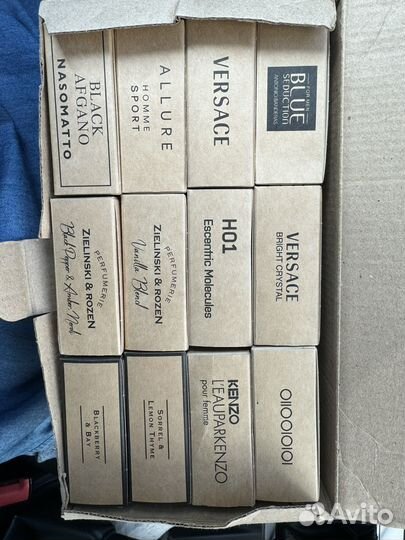 BLACK
AFGANO
NASOMATTO
ALLURE
HOMME
SPORT
VERSACE
FOR MEN
BLUE
SEDUCTION
ANTONIO BANDERAS
PERFUMERIE
ZIELINSKI & ROZEN
Black Pepper & Amber Neroli
PERFUMERIE
ZIELINSKI & ROZEN
Vanilla Blend
H01
Escentric Molecules
VERSACE
BRIGHT CRYSTAL
BLACKBERRY
& BAY
SORREL &
LEMON THYME
KENZO
L'EAUPARKENZO
pour femme
Avito